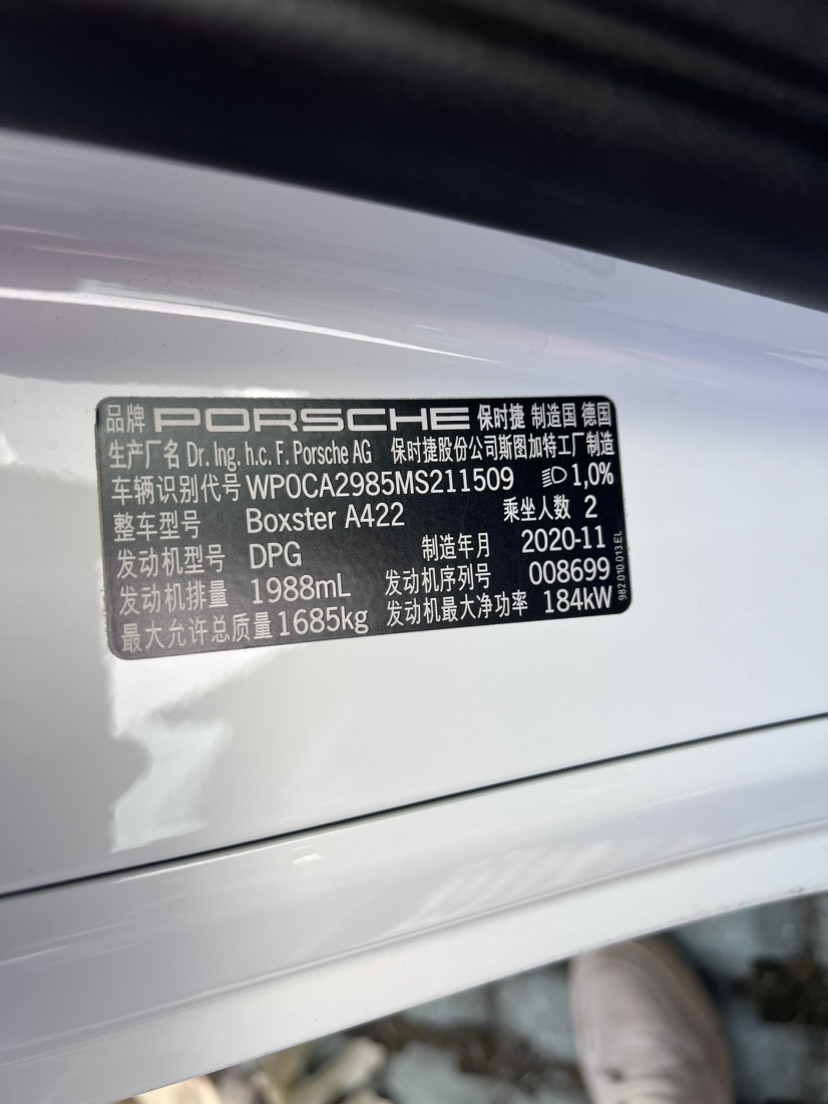 品牌 PORSCHE 保时捷 制造国 德国
生产厂名 Dr. Ing. h.c. F. Porsche AG 保时捷股份公司斯图加特工厂制造
车辆识别代号 WP0CA2985MS211509 1,0%
整车型号 Boxster A422 乘坐人数 2
发动机型号 DPG 制造年月 2020-11
发动机排量 1988mL 发动机序列号 008699
最大允许总质量 1685kg 发动机最大净功率 184kW
982.010.013.EL